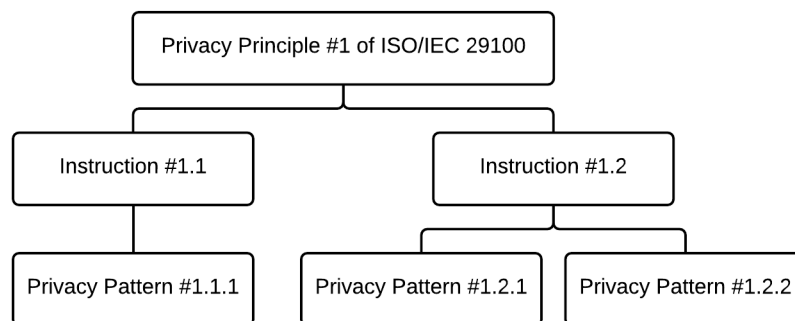 Privacy Principle #1 of ISO/IEC 29100
Instruction #1.1
Instruction #1.2
Privacy Pattern #1.1.1
Privacy Pattern #1.2.1
Privacy Pattern #1.2.2